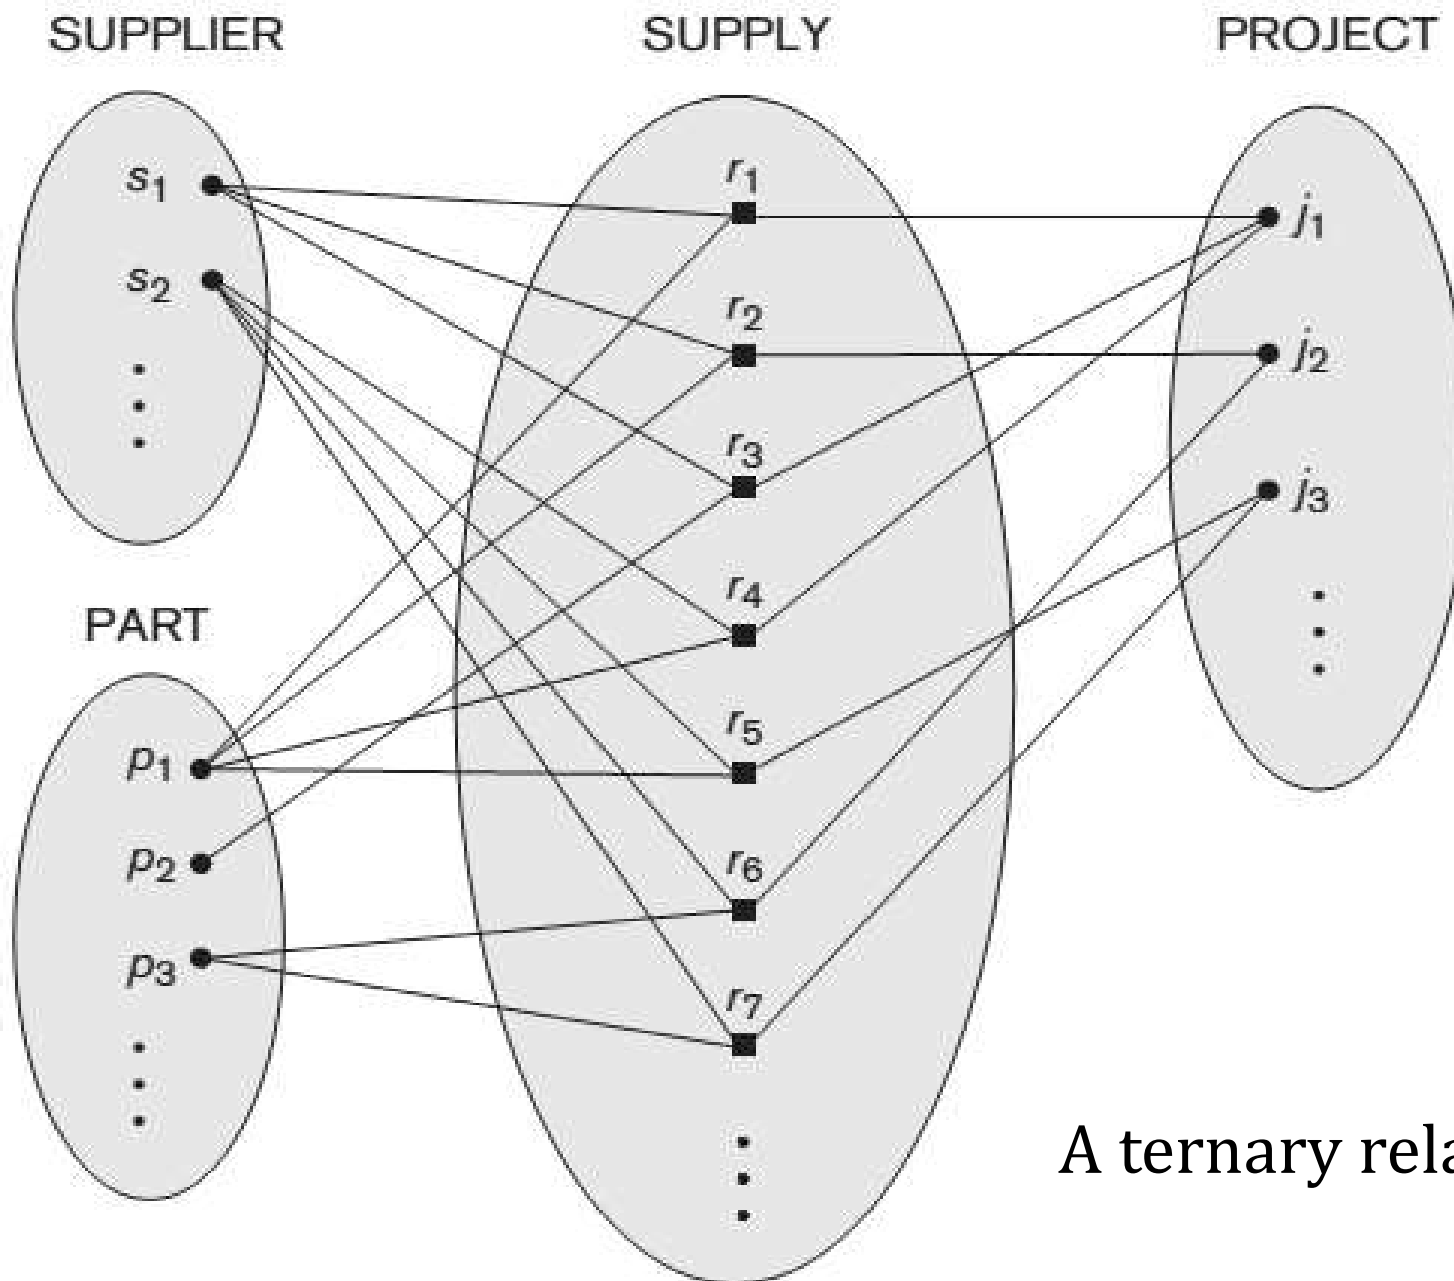 SUPPLIER SUPPLY PROJECT
s1
s2
PART
p1
p2
p3
r1
r2
r3
r4
r5
r6
r7
j1
j2
j3
A ternary rela